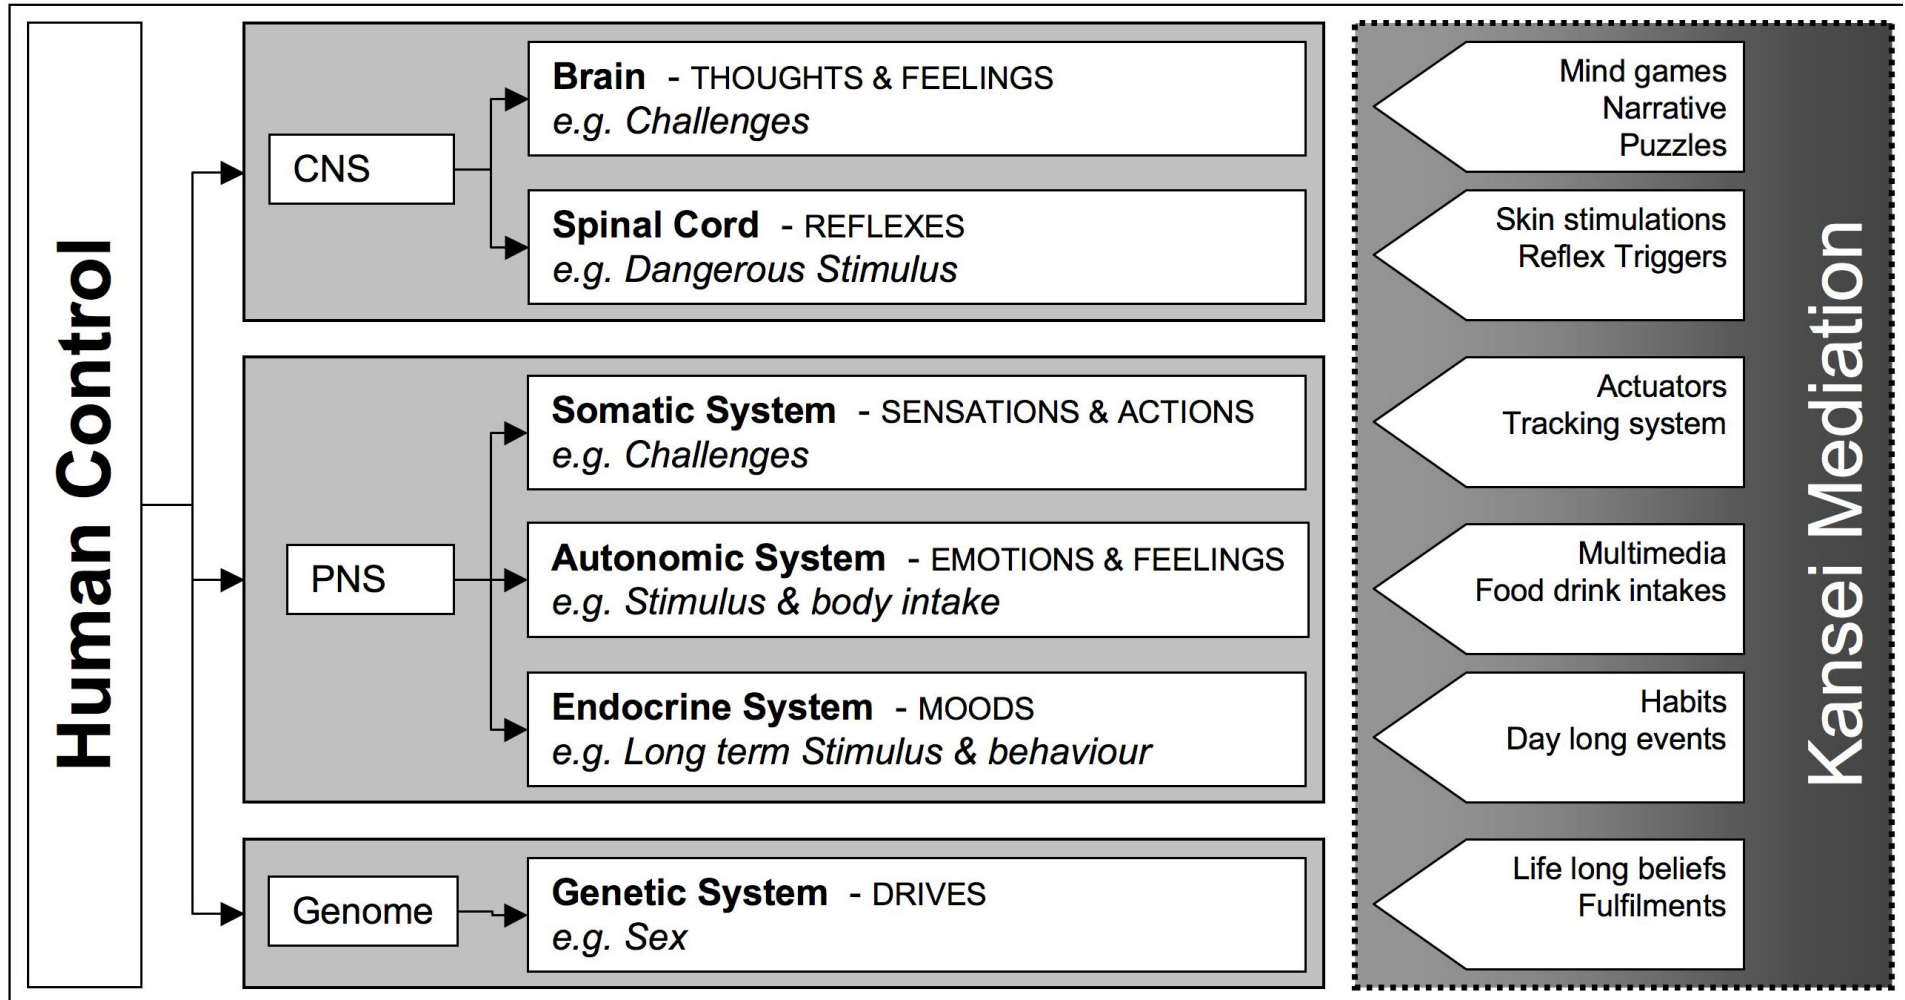 Human Control
CNS
Brain - THOUGHTS & FEELINGS
e.g. Challenges
Spinal Cord - REFLEXES
e.g. Dangerous Stimulus
PNS
Somatic System - SENSATIONS & ACTIONS
e.g. Challenges
Autonomic System - EMOTIONS & FEELINGS
e.g. Stimulus & body intake
Endocrine System - MOODS
e.g. Long term Stimulus & behaviour
Genome
Genetic System - DRIVES
e.g. Sex
Mind games
Narrative
Puzzles
Skin stimulations
Reflex Triggers
Actuators
Tracking system
Multimedia
Food drink intakes
Habits
Day long events
Life long beliefs
Fulfilments
Kansei Mediation